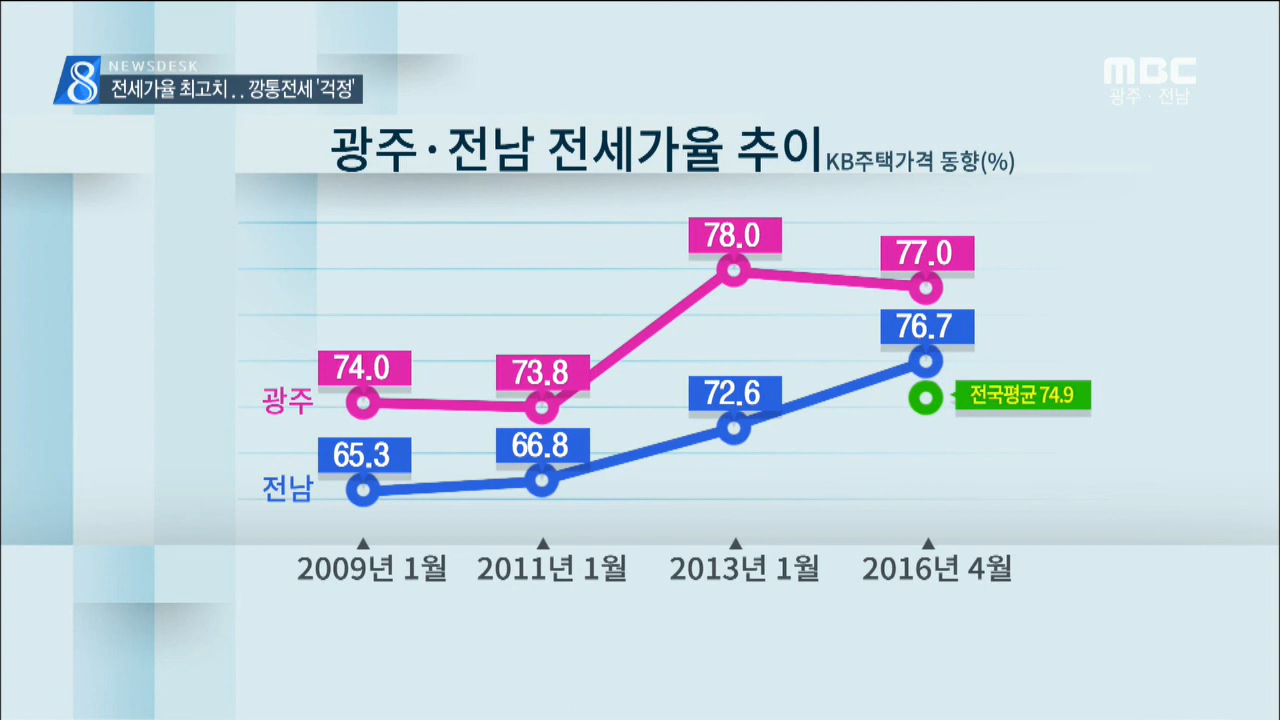 NEWSDESK
8 전세가율 최고치.. 깡통전세 '걱정'
MBC
광주·전남
광주·전남 전세가율 추이 KB주택가격 동향(%)
78.0
77.0
76.7
74.0
73.8
72.6
전국평균 74.9
광주
65.3
66.8
전남
2009년 1월 2011년 1월 2013년 1월 2016년 4월